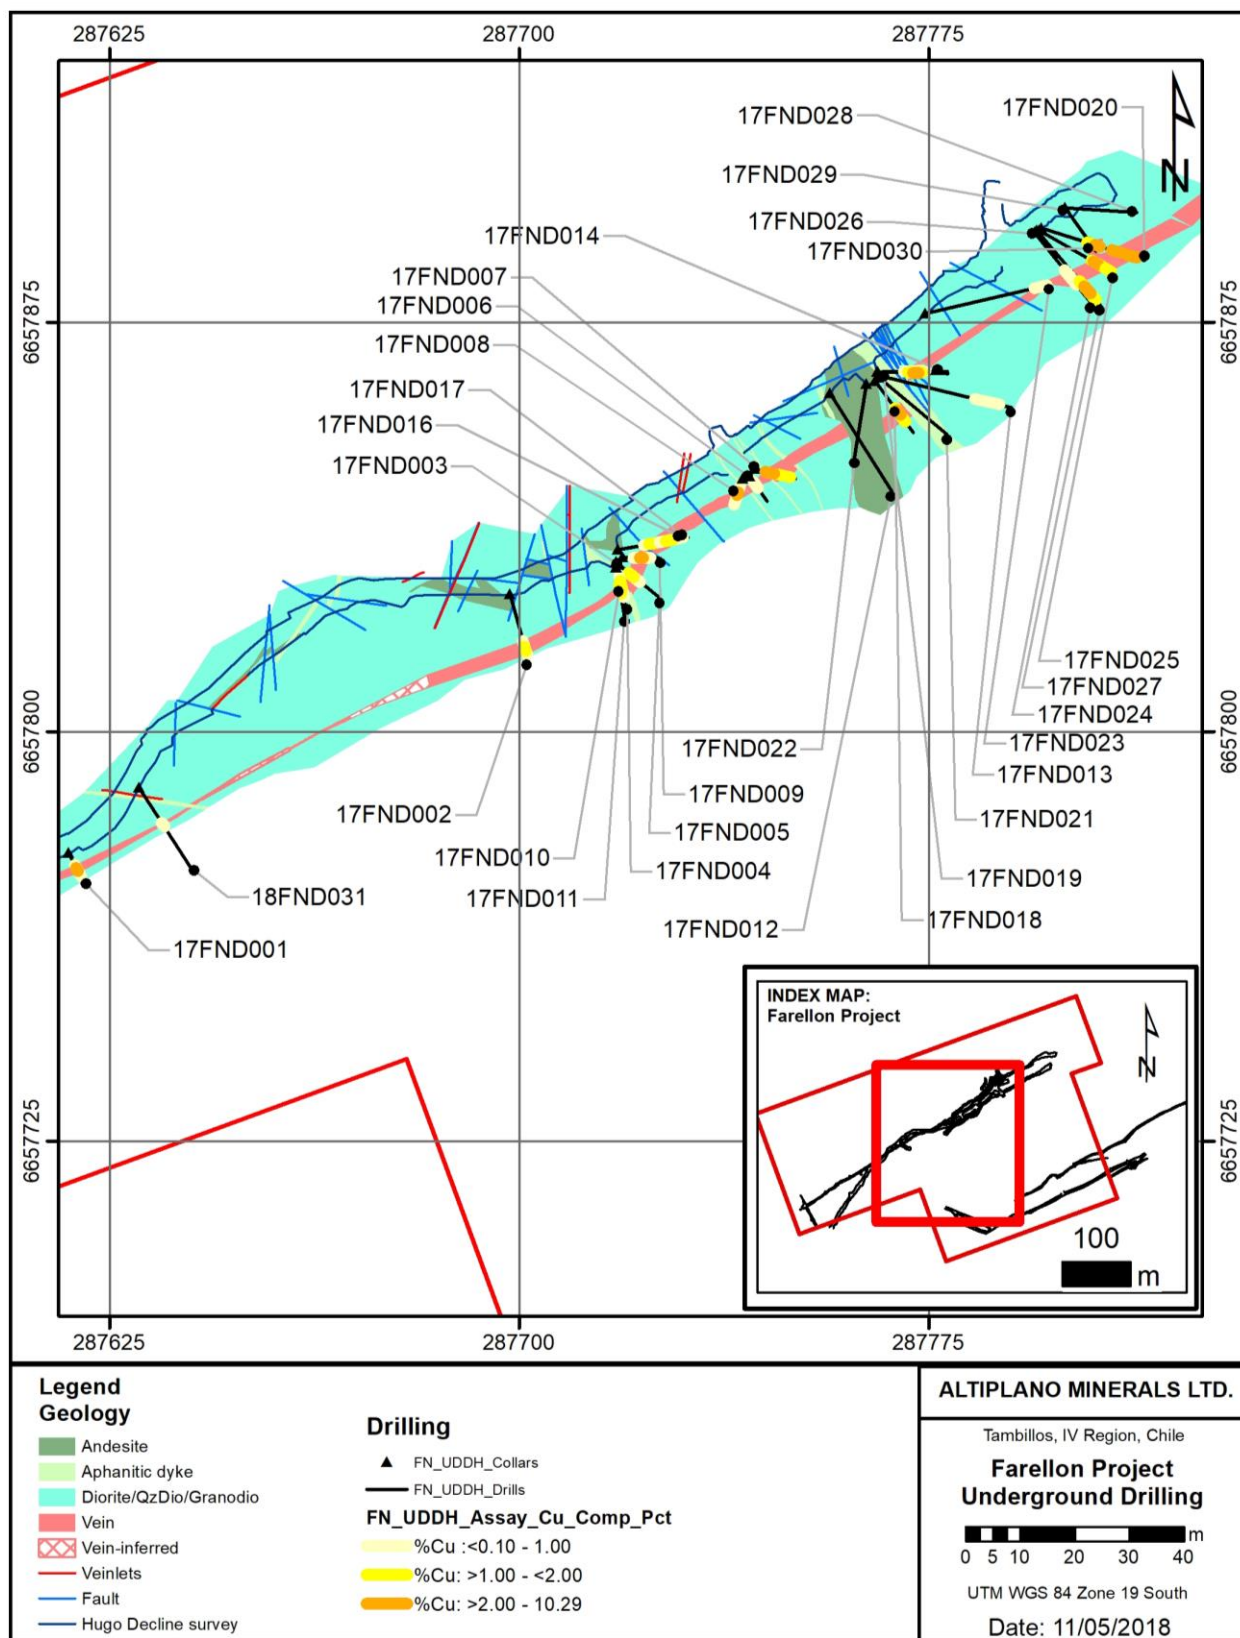 287625
287700
287775
17FND028
17FND020
17FND029
17FND026
17FND014
17FND030
17FND007
17FND006
17FND008
17FND017
17FND016
17FND003
N
6657875
6657875
17FND025
17FND027
17FND024
17FND023
17FND013
17FND022
17FND009
17FND002
17FND005
17FND021
17FND010
17FND004
17FND011
17FND019
17FND018
17FND012
18FND031
17FND001
6657800
6657800
INDEX MAP:
Farellon Project
N
100
m
6657725
6657725
287625
287700
287775
Legend
Geology
Andesite
Aphanitic dyke
Diorite/QzDio/Granodio
Vein
Vein-inferred
Veinlets
Fault
Hugo Decline survey
Drilling
FN_UDDH_Collars
FN_UDDH_Drills
FN_UDDH_Assay_Cu_Comp_Pct
%Cu :<0.10 - 1.00
%Cu: >1.00 - <2.00
%Cu: >2.00 - 10.29
ALTIPLANO MINERALS LTD.
Tambillos, IV Region, Chile
Farellon Project
Underground Drilling
m
0 5 10 20 30 40
UTM WGS 84 Zone 19 South
Date: 11/05/2018